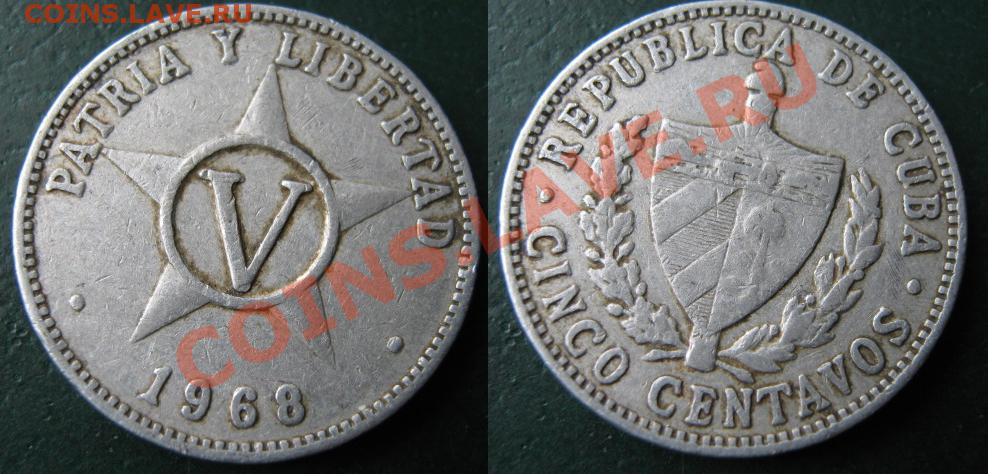 COINS.LAVE.RU
PATRIA Y LIBERTAD
V
1968
REPUBLICA DE CUBA
CINCO CENTAVOS
COINS.LAVE.RU